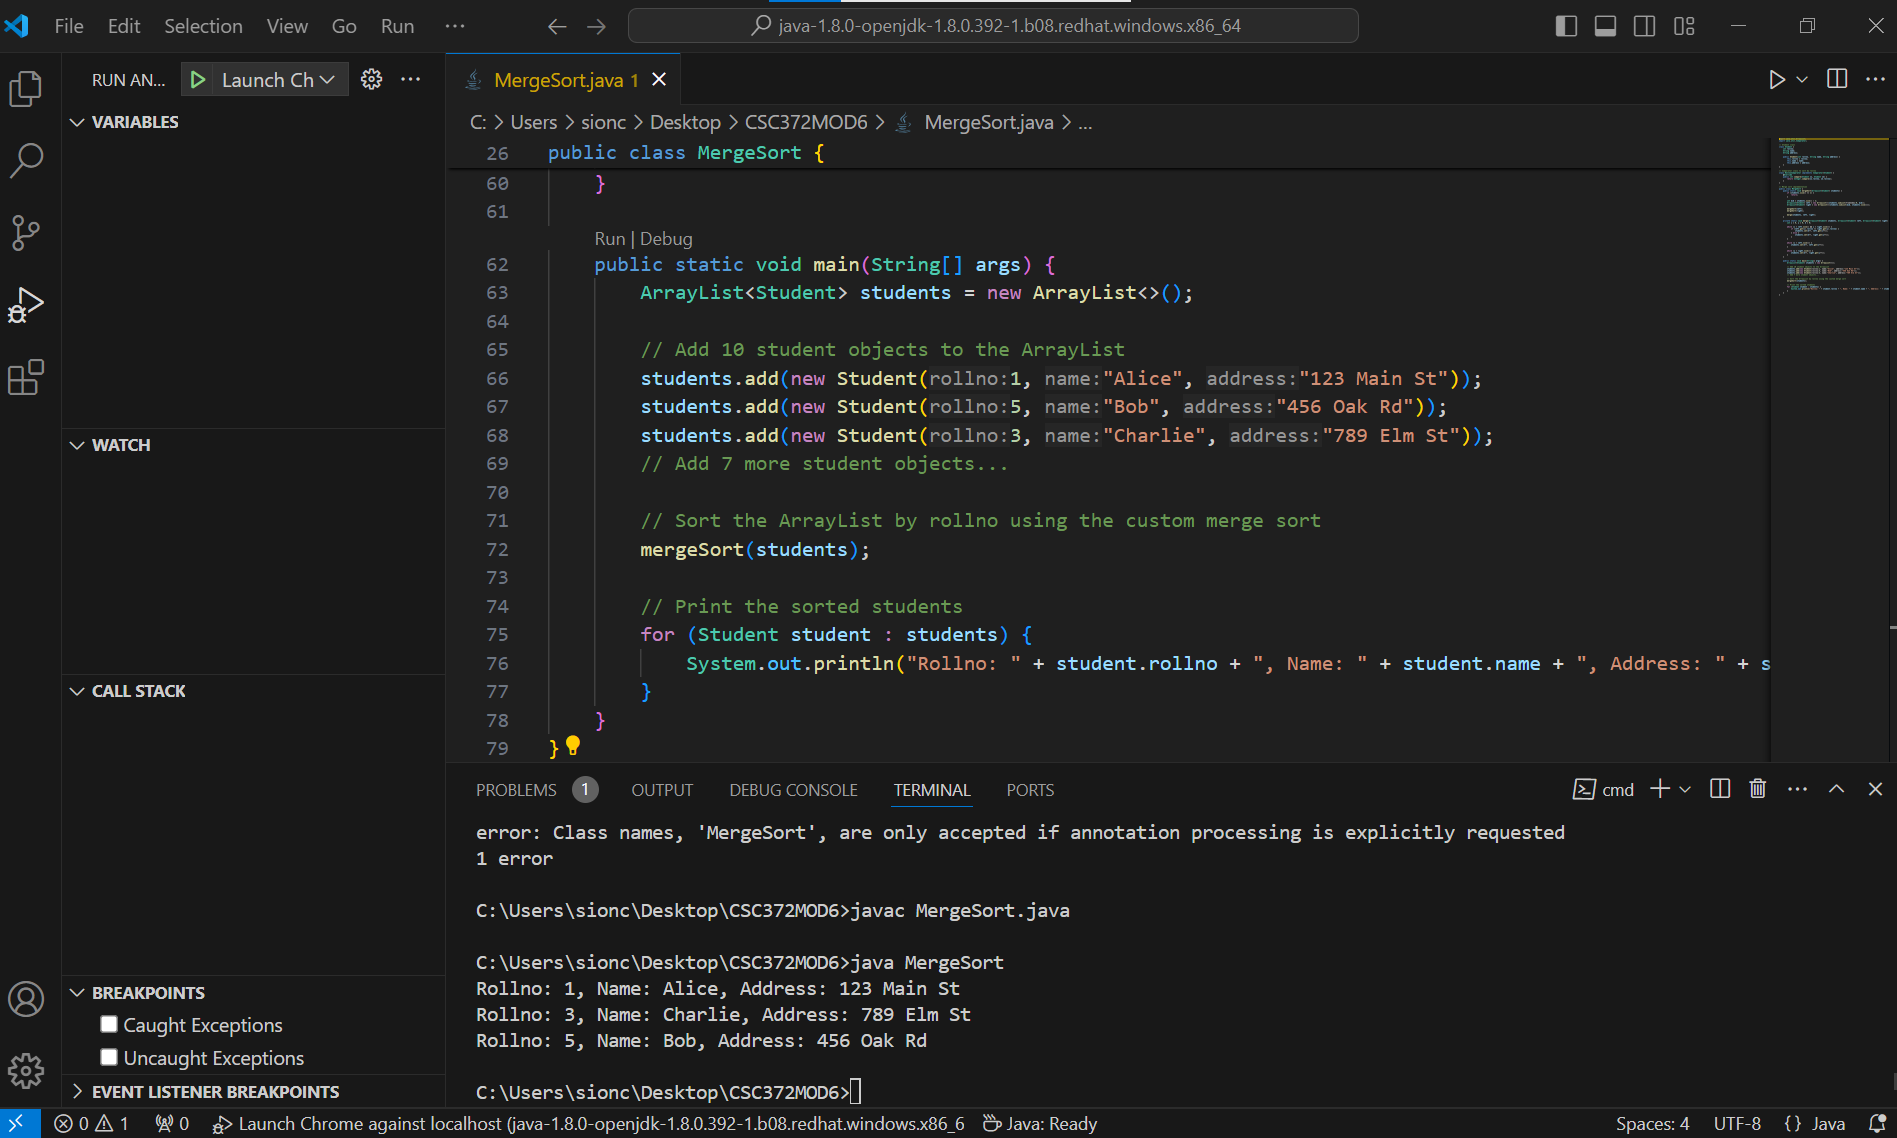 File Edit Selection View Go Run ···
java-1.8.0-openjdk-1.8.0.392-1.b08.redhat.windows.x86_64
RUN AN... Launch Ch ···
MergeSort.java 1
VARIABLES
C: > Users > sionc > Desktop > CSC372MOD6 > MergeSort.java > ...
26 public class MergeSort {
60 }
61
Run | Debug
62 public static void main(String[] args) {
63 ArrayList<Student> students = new ArrayList<>();
64
65 // Add 10 student objects to the ArrayList
66 students.add(new Student(rollno:1, name:"Alice", address:"123 Main St"));
67 students.add(new Student(rollno:5, name:"Bob", address:"456 Oak Rd"));
68 students.add(new Student(rollno:3, name:"Charlie", address:"789 Elm St"));
69 // Add 7 more student objects...
70
71 // Sort the ArrayList by rollno using the custom merge sort
72 mergeSort(students);
73
74 // Print the sorted students
75 for (Student student : students) {
76 System.out.println("Rollno: " + student.rollno + ", Name: " + student.name + ", Address: " + s
77 }
78 }
79 }
WATCH
CALL STACK
BREAKPOINTS
Caught Exceptions
Uncaught Exceptions
EVENT LISTENER BREAKPOINTS
PROBLEMS 1 OUTPUT DEBUG CONSOLE TERMINAL PORTS cmd
error: Class names, 'MergeSort', are only accepted if annotation processing is explicitly requested
1 error
C:\Users\sionc\Desktop\CSC372MOD6>javac MergeSort.java
C:\Users\sionc\Desktop\CSC372MOD6>java MergeSort
Rollno: 1, Name: Alice, Address: 123 Main St
Rollno: 3, Name: Charlie, Address: 789 Elm St
Rollno: 5, Name: Bob, Address: 456 Oak Rd
C:\Users\sionc\Desktop\CSC372MOD6>
0 1 0 Launch Chrome against localhost (java-1.8.0-openjdk-1.8.0.392-1.b08.redhat.windows.x86_6 Java: Ready Spaces: 4 UTF-8 {} Java